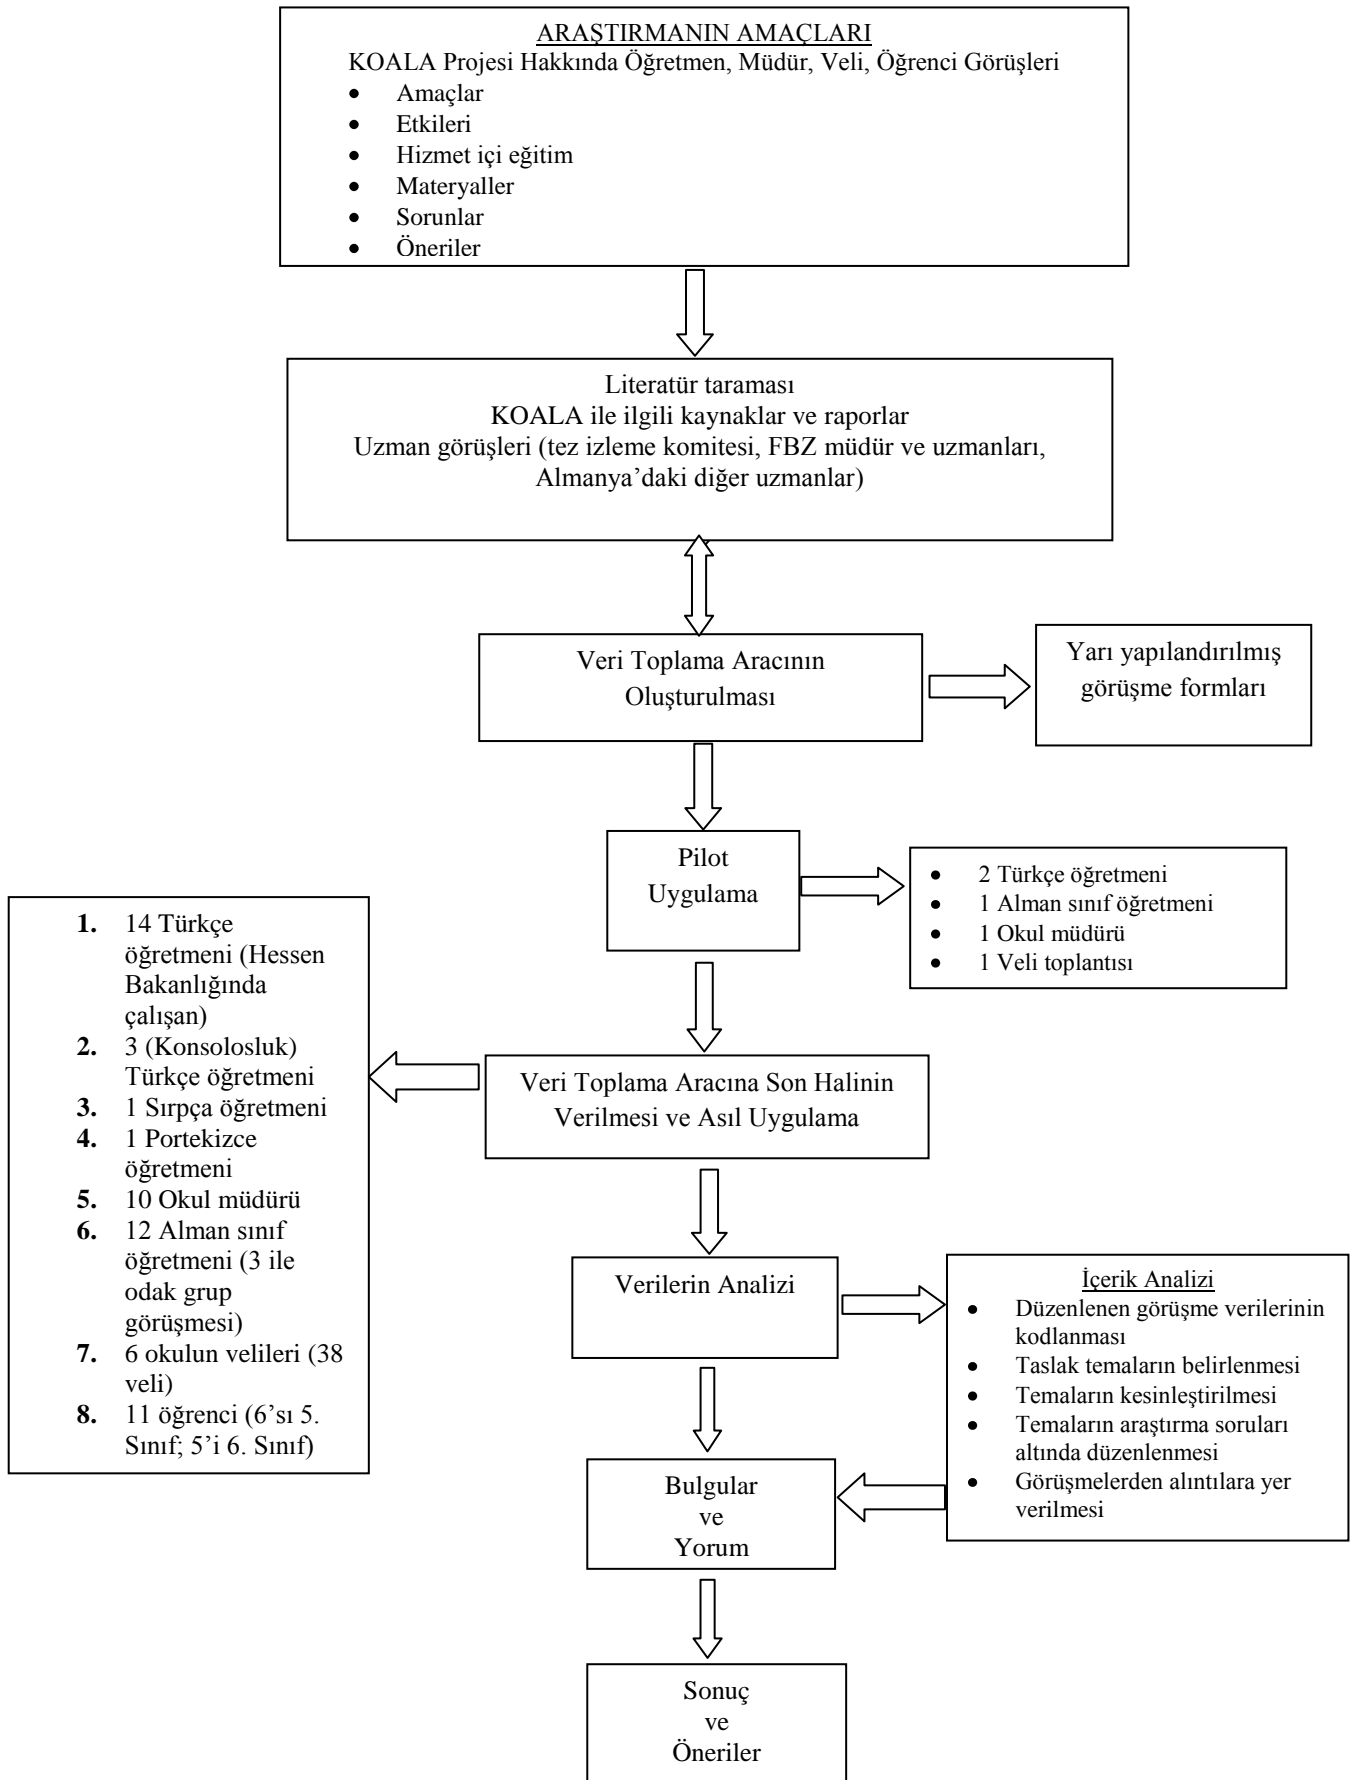 ARAŞTIRMANIN AMAÇLARI
KOALA Projesi Hakkında Öğretmen, Müdür, Veli, Öğrenci Görüşleri
• Amaçlar
• Etkileri
• Hizmet içi eğitim
• Materyaller
• Sorunlar
• Öneriler
Literatür taraması
KOALA ile ilgili kaynaklar ve raporlar
Uzman görüşleri (tez izleme komitesi, FBZ müdür ve uzmanları,
Almanya’daki diğer uzmanlar)
Veri Toplama Aracının
Oluşturulması
Yarı yapılandırılmış
görüşme formları
Pilot
Uygulama
• 2 Türkçe öğretmeni
• 1 Alman sınıf öğretmeni
• 1 Okul müdürü
• 1 Veli toplantısı
Veri Toplama Aracına Son Halinin
Verilmesi ve Asıl Uygulama
1. 14 Türkçe
öğretmeni (Hessen
Bakanlığında
çalışan)
2. 3 (Konsolosluk)
Türkçe öğretmeni
3. 1 Sırpça öğretmeni
4. 1 Portekizce
öğretmeni
5. 10 Okul müdürü
6. 12 Alman sınıf
öğretmeni (3 ile
odak grup
görüşmesi)
7. 6 okulun velileri (38
veli)
8. 11 öğrenci (6’sı 5.
Sınıf; 5’i 6. Sınıf)
Verilerin Analizi
İçerik Analizi
• Düzenlenen görüşme verilerinin
kodlanması
• Taslak temaların belirlenmesi
• Temaların kesinleştirilmesi
• Temaların araştırma soruları
altında düzenlenmesi
• Görüşmelerden alıntılara yer
verilmesi
Bulgular
ve
Yorum
Sonuç
ve
Öneriler